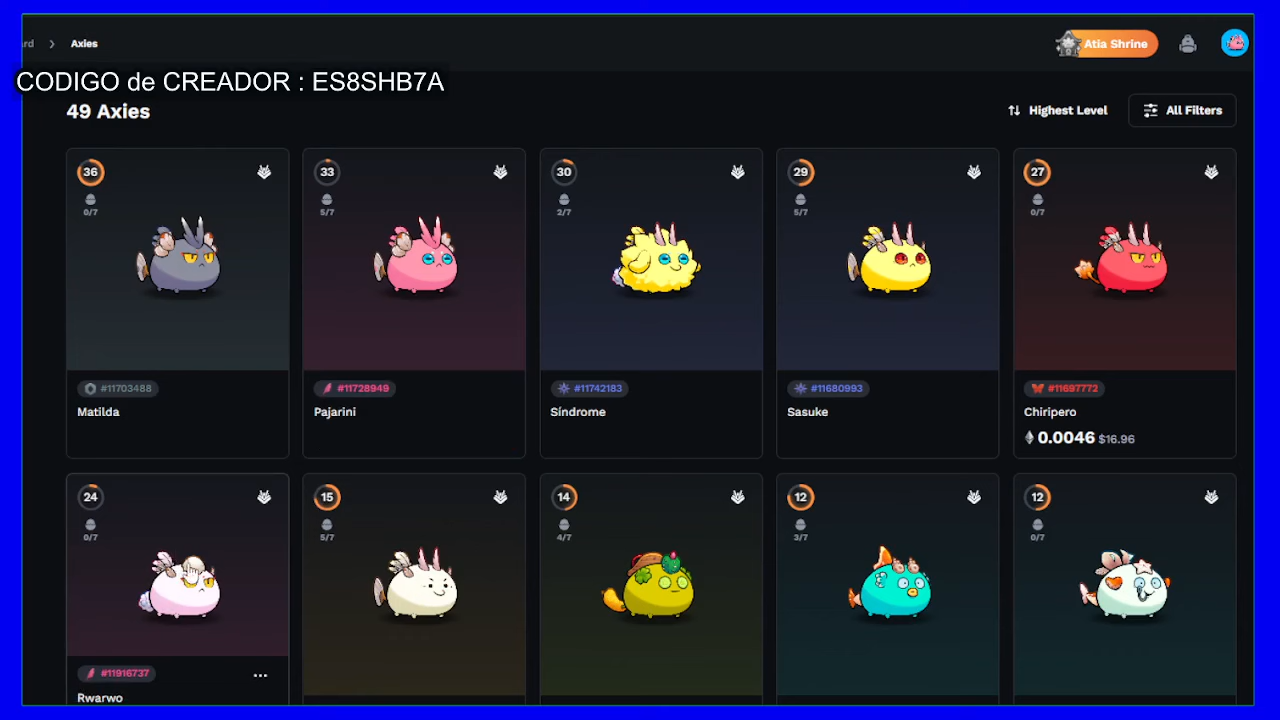 rd > Axies
Atia Shrine
CODIGO de CREADOR : ES8SHB7A
49 Axies
Highest Level
All Filters
36
0/7
#11703488
Matilda
33
5/7
#11728949
Pajarini
30
2/7
#11742183
Síndrome
29
5/7
#11680993
Sasuke
27
0/7
#11697772
Chiripero
0.0046 $16.96
24
0/7
#11916737
...
Rwarwo
15
5/7
14
4/7
12
3/7
12
0/7